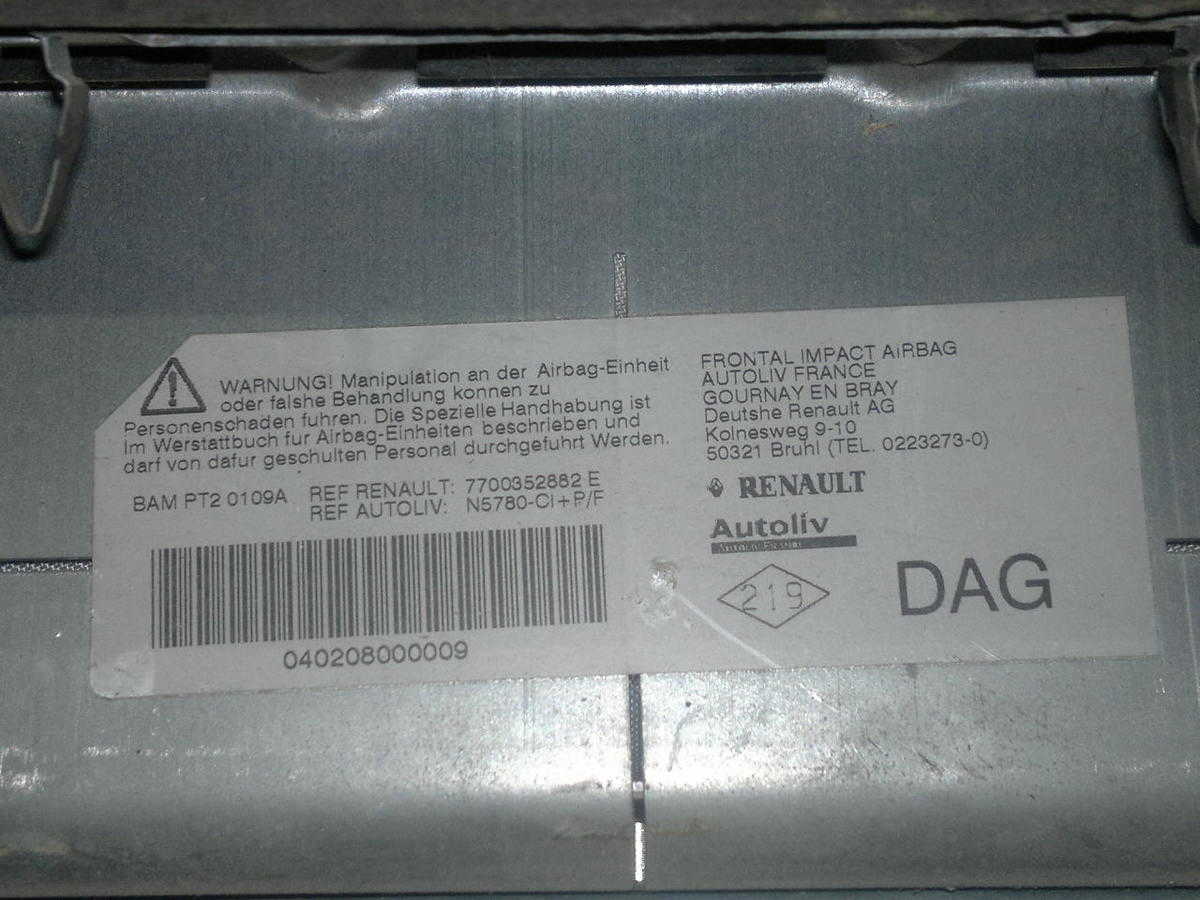 WARNUNG! Manipulation an der Airbag-Einheit
oder falshe Behandlung konnen zu
Personenschaden fuhren. Die Spezielle Handhabung ist
Im Werstattbuch fur Airbag-Einheiten beschrieben und
darf von dafur geschulten Personal durchgefuhrt Werden.
BAM PT2 0109A
REF RENAULT: 7700352882 E
REF AUTOLIV: N5780-CI+P/F
040208000009
FRONTAL IMPACT AiRBAG
AUTOLIV FRANCE
GOURNAY EN BRAY
Deutshe Renault AG
Kolnesweg 9-10
50321 Bruhl (TEL. 0223273-0)
RENAULT
Autoliv
219
DAG